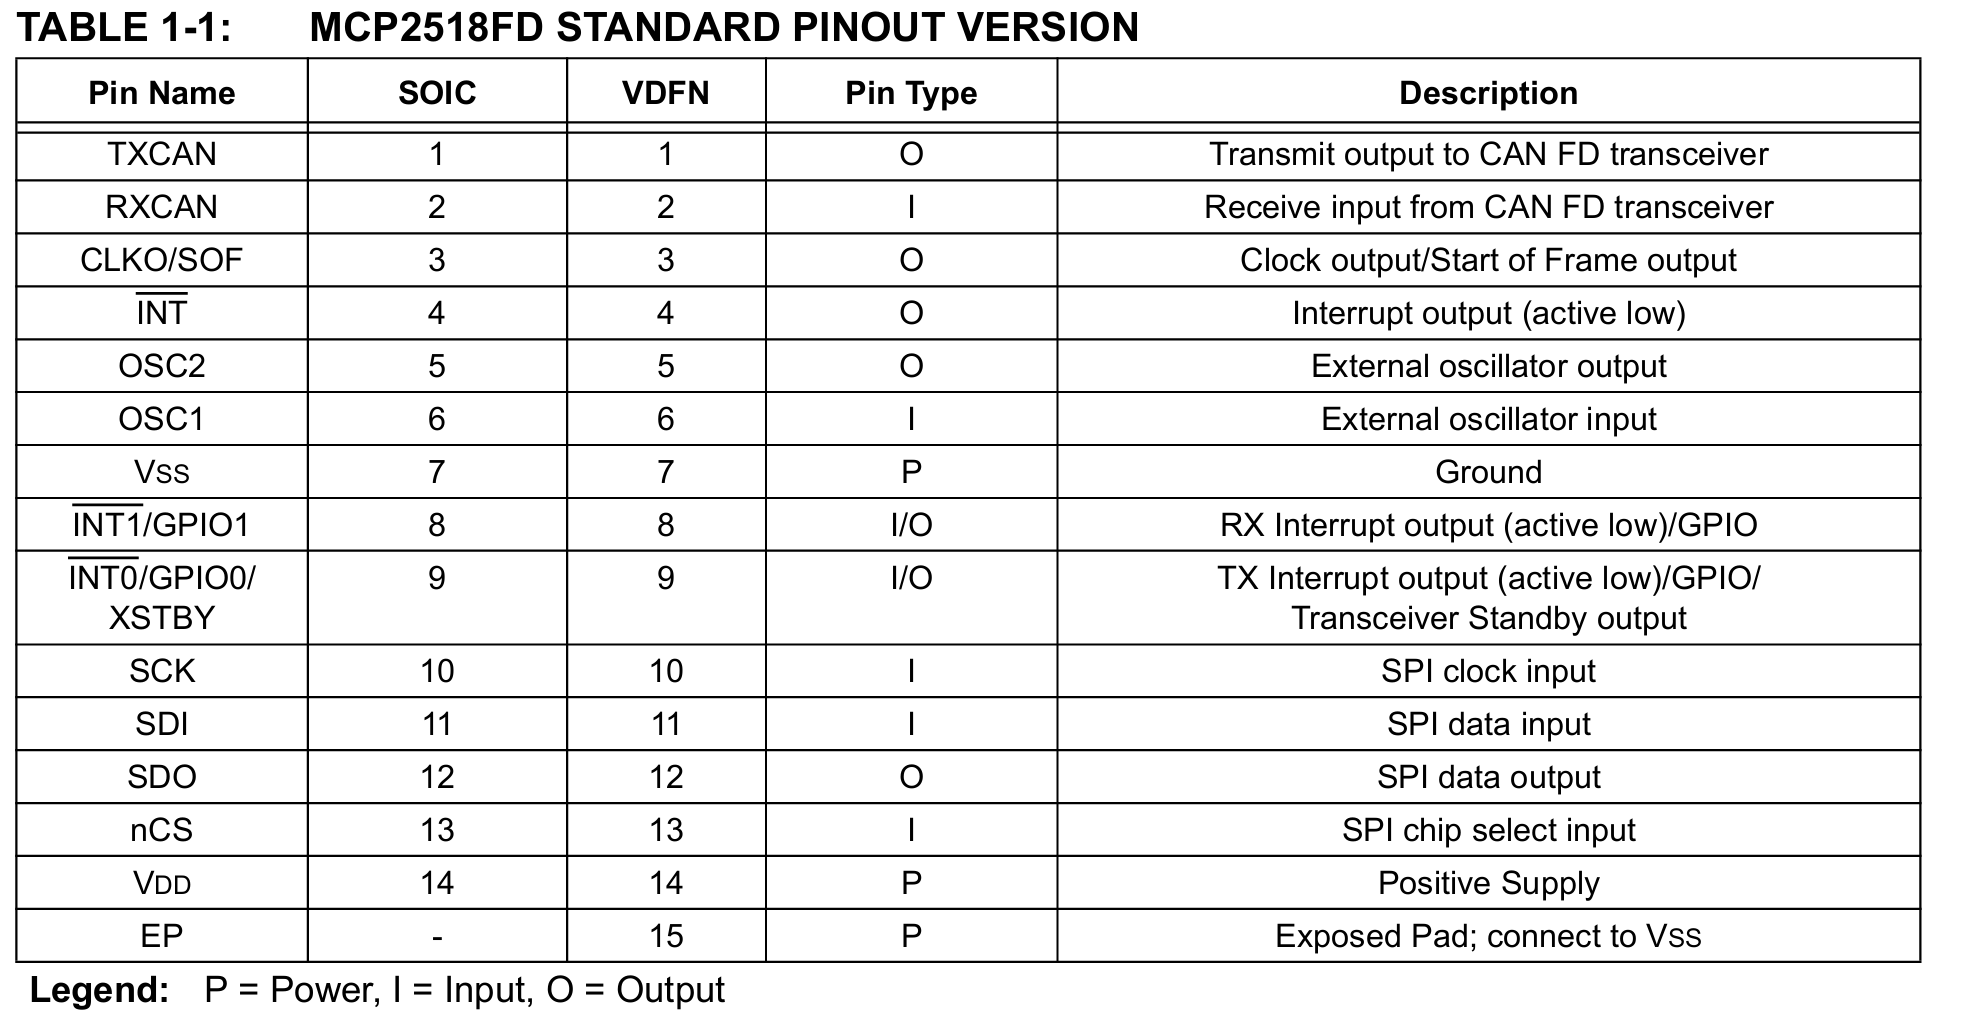 TABLE 1-1: MCP2518FD STANDARD PINOUT VERSION
Pin Name SOIC VDFN Pin Type Description
TXCAN 1 1 O Transmit output to CAN FD transceiver
RXCAN 2 2 I Receive input from CAN FD transceiver
CLKO/SOF 3 3 O Clock output/Start of Frame output
INT 4 4 O Interrupt output (active low)
OSC2 5 5 O External oscillator output
OSC1 6 6 I External oscillator input
VSS 7 7 P Ground
INT1/GPIO1 8 8 I/O RX Interrupt output (active low)/GPIO
INT0/GPIO0/ 9 9 I/O TX Interrupt output (active low)/GPIO/
XSTBY Transceiver Standby output
SCK 10 10 I SPI clock input
SDI 11 11 I SPI data input
SDO 12 12 O SPI data output
nCS 13 13 I SPI chip select input
VDD 14 14 P Positive Supply
EP - 15 P Exposed Pad; connect to VSS
Legend: P = Power, I = Input, O = Output